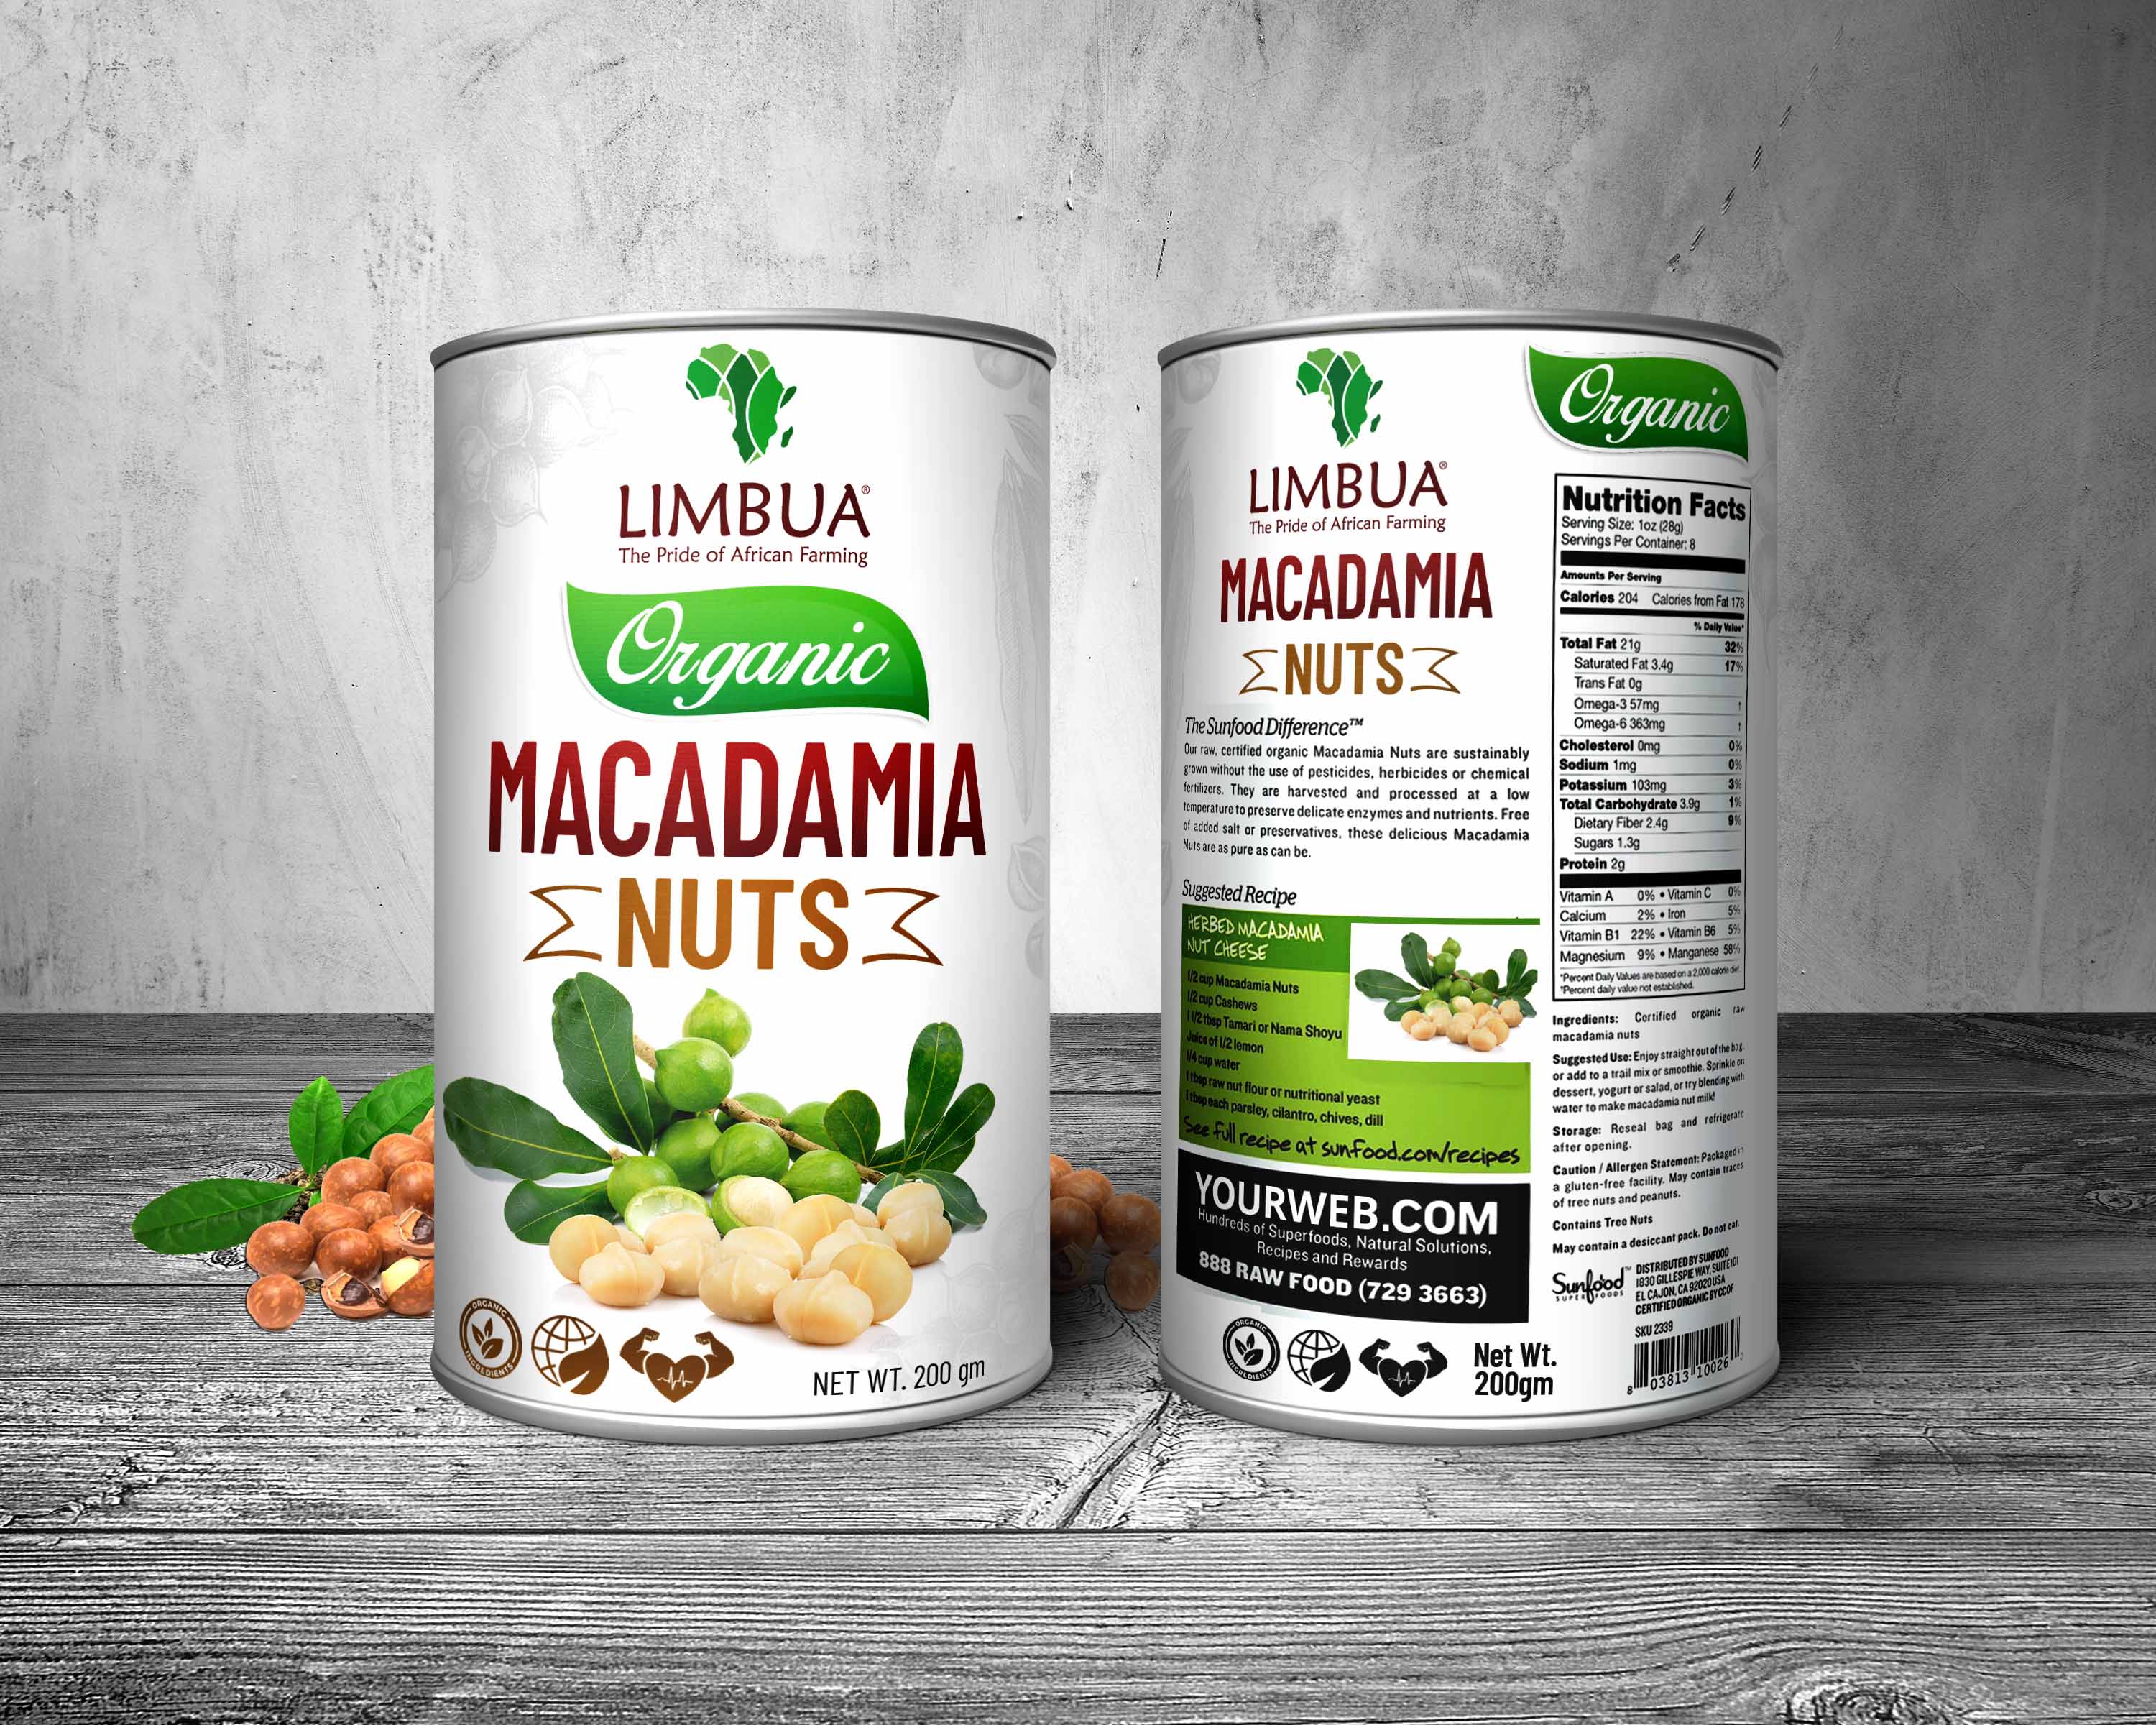 LIMBUA®
The Pride of African Farming
Organic
MACADAMIA
NUTS
ORGANIC
INGREDIENTS
NET WT. 200 gm
LIMBUA®
The Pride of African Farming
MACADAMIA
NUTS
The Sunfood Difference™
Our raw, certified organic Macadamia Nuts are sustainably
grown without the use of pesticides, herbicides or chemical
fertilizers. They are harvested and processed at a low
temperature to preserve delicate enzymes and nutrients. Free
of added salt or preservatives, these delicious Macadamia
Nuts are as pure as can be.
Suggested Recipe
HERBED MACADAMIA
NUT CHEESE
1/2 cup Macadamia Nuts
1/2 cup Cashews
1 1/2 tbsp Tamari or Nama Shoyu
Juice of 1/2 lemon
1/4 cup water
1 tbsp raw nut flour or nutritional yeast
1 tbsp each parsley, cilantro, chives, dill
See full recipe at sunfood.com/recipes
YOURWEB.COM
Hundreds of Superfoods, Natural Solutions,
Recipes and Rewards
888 RAW FOOD (729 3663)
ORGANIC
INGREDIENTS
Net Wt.
200gm
Organic
Nutrition Facts
Serving Size: 1oz (28g)
Servings Per Container: 8
Amounts Per Serving
Calories 204 Calories from Fat 178
% Daily Value*
Total Fat 21g 32%
Saturated Fat 3.4g 17%
Trans Fat 0g
Omega-3 57mg †
Omega-6 363mg †
Cholesterol 0mg 0%
Sodium 1mg 0%
Potassium 103mg 3%
Total Carbohydrate 3.9g 1%
Dietary Fiber 2.4g 9%
Sugars 1.3g
Protein 2g
Vitamin A 0% • Vitamin C 0%
Calcium 2% • Iron 5%
Vitamin B1 22% • Vitamin B6 5%
Magnesium 9% • Manganese 58%
*Percent Daily Values are based on a 2,000 calorie diet
*Percent daily value not established.
Ingredients: Certified organic raw
macadamia nuts
Suggested Use: Enjoy straight out of the bag,
or add to a trail mix or smoothie. Sprinkle on
dessert, yogurt or salad, or try blending with
water to make macadamia nut milk!
Storage: Reseal bag and refrigerate
after opening.
Caution / Allergen Statement: Packaged in
a gluten-free facility. May contain traces
of tree nuts and peanuts.
Contains Tree Nuts
May contain a desiccant pack. Do not eat.
Sunfood™
SUPERFOODS
DISTRIBUTED BY SUNFOOD
1830 GILLESPIE WAY, SUITE 101
EL CAJON, CA 92020 USA
CERTIFIED ORGANIC BY CCOF
SKU 2339
8 03813 10026 0